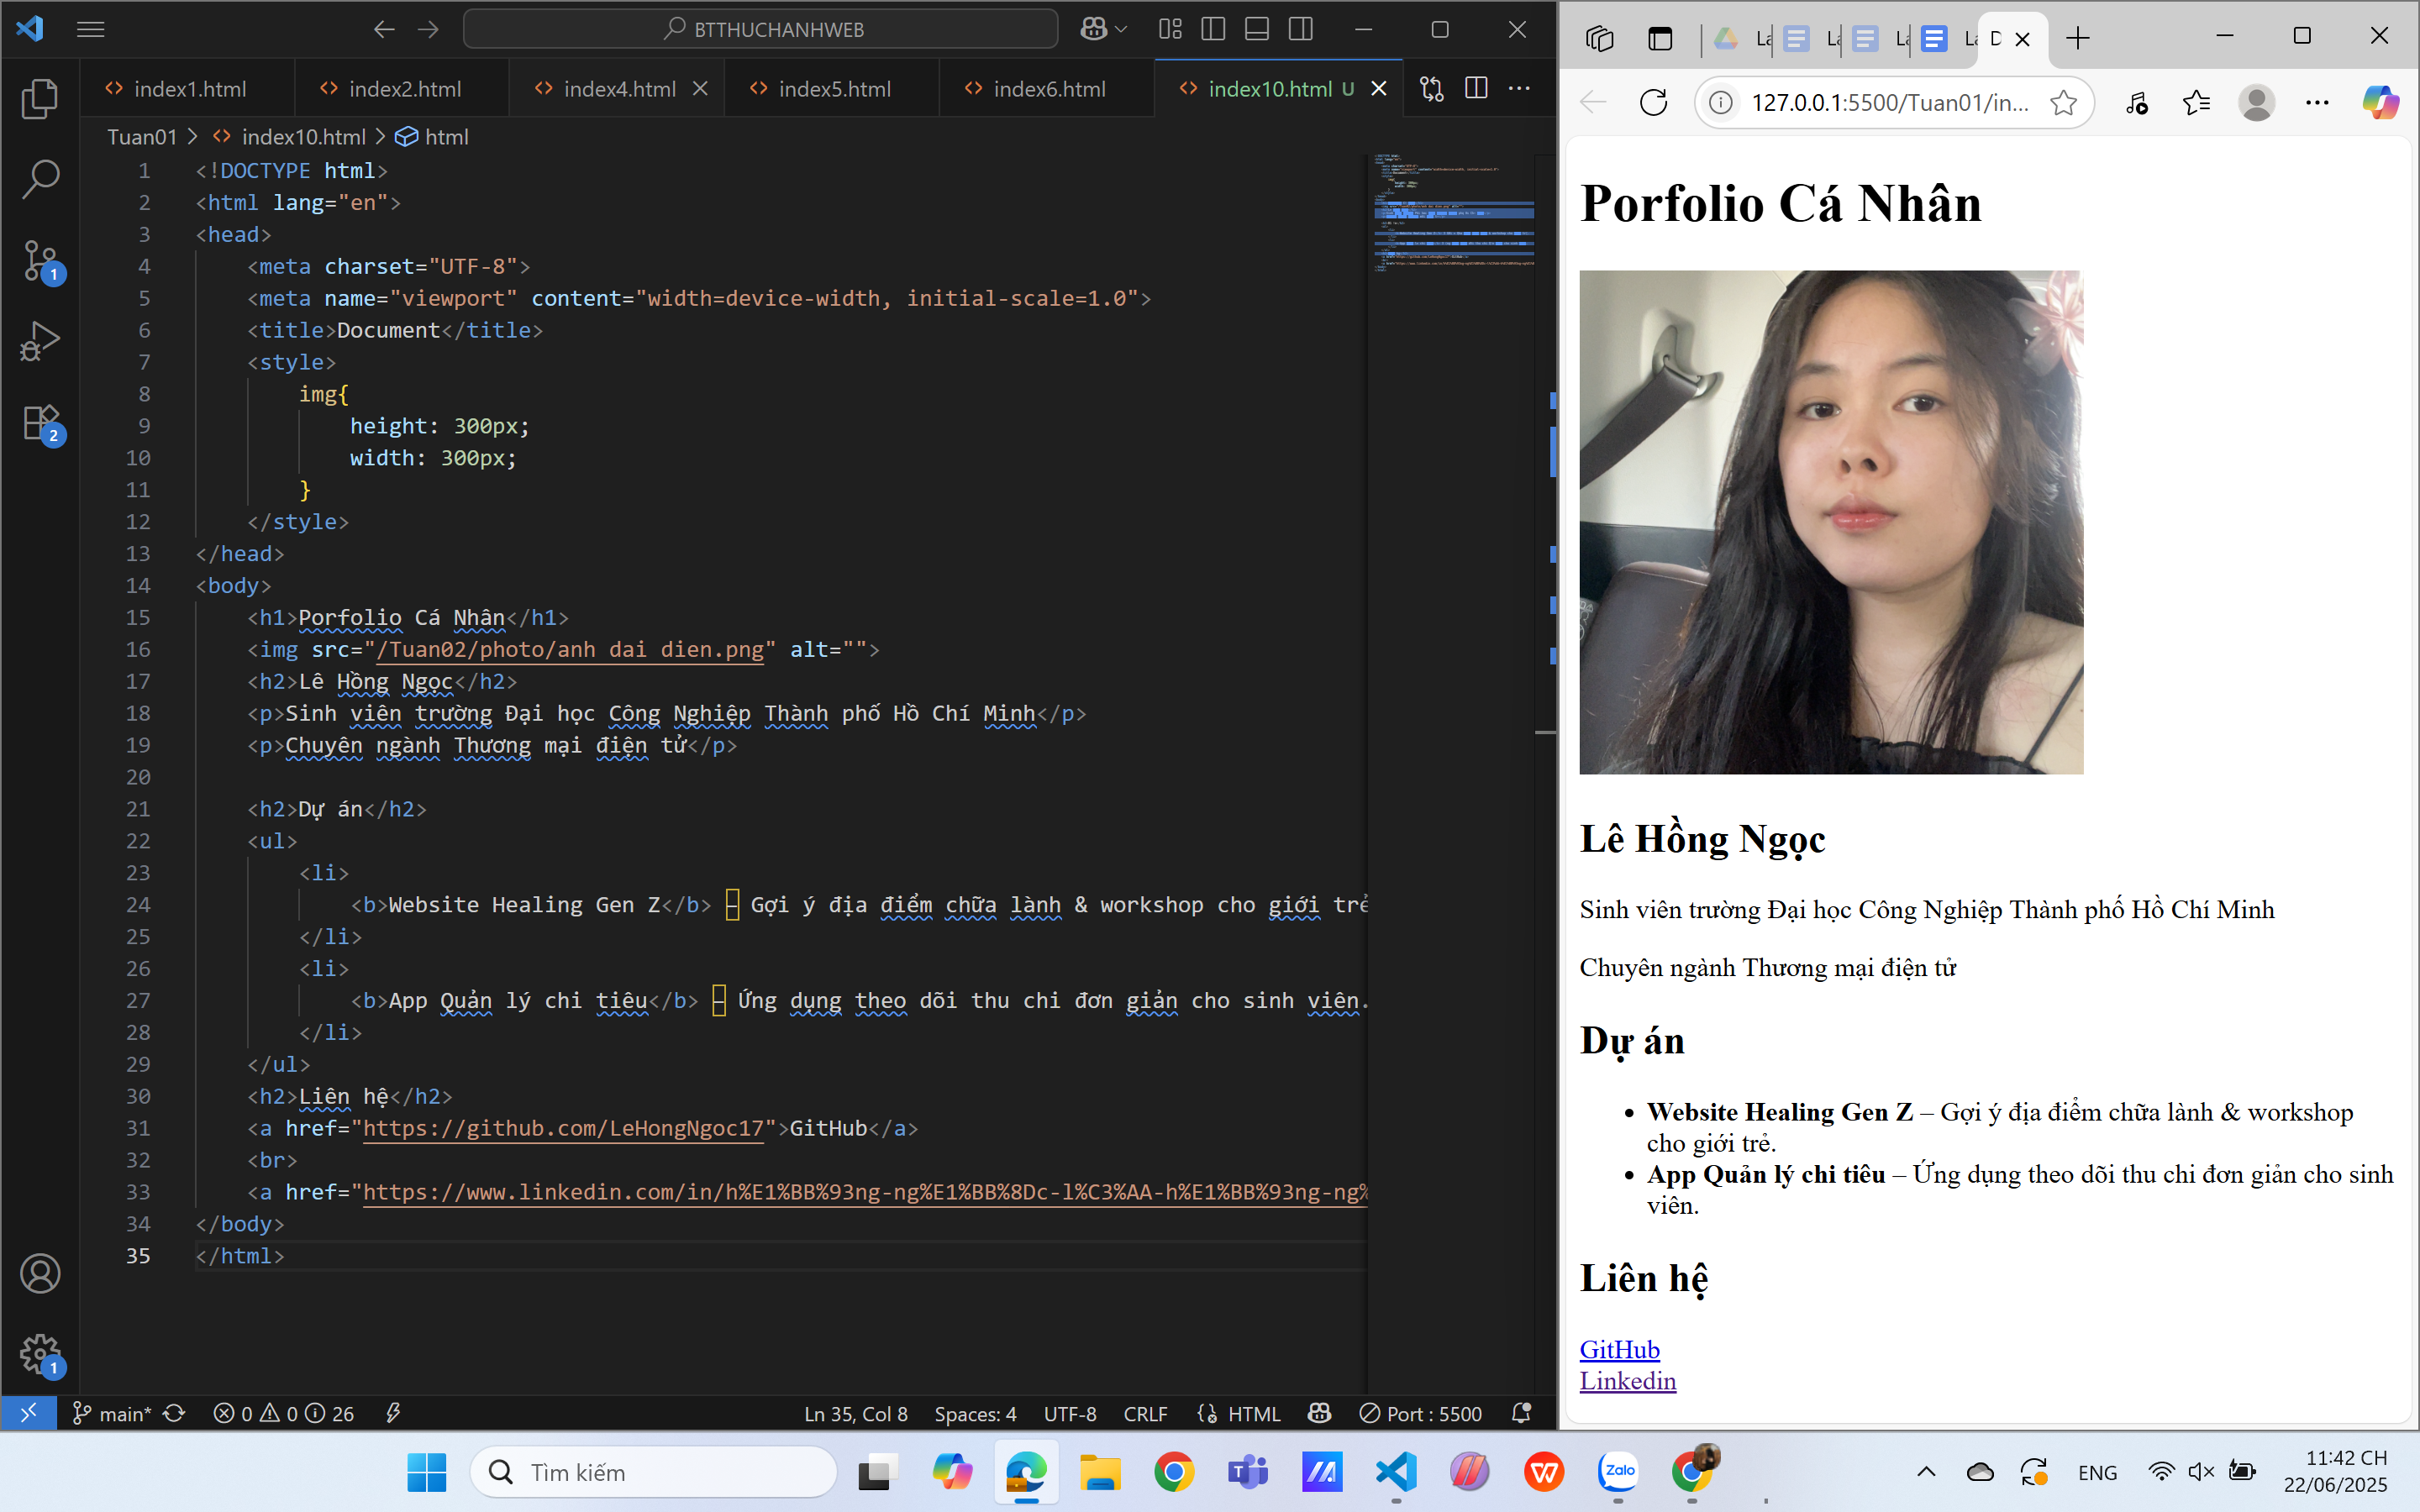 BTTHUCHANHWEB
index1.html
index2.html
index4.html
index5.html
index6.html
index10.html U
Tuan01 > index10.html > html
1 <!DOCTYPE html>
2 <html lang="en">
3 <head>
4 <meta charset="UTF-8">
5 <meta name="viewport" content="width=device-width, initial-scale=1.0">
6 <title>Document</title>
7 <style>
8 img{
9 height: 300px;
10 width: 300px;
11 }
12 </style>
13 </head>
14 <body>
15 <h1>Porfolio Cá Nhân</h1>
16 <img src="/Tuan02/photo/anh dai dien.png" alt="">
17 <h2>Lê Hồng Ngọc</h2>
18 <p>Sinh viên trường Đại học Công Nghiệp Thành phố Hồ Chí Minh</p>
19 <p>Chuyên ngành Thương mại điện tử</p>
20
21 <h2>Dự án</h2>
22 <ul>
23 <li>
24 <b>Website Healing Gen Z</b> – Gợi ý địa điểm chữa lành & workshop cho giới trẻ
25 </li>
26 <li>
27 <b>App Quản lý chi tiêu</b> – Ứng dụng theo dõi thu chi đơn giản cho sinh viên.
28 </li>
29 </ul>
30 <h2>Liên hệ</h2>
31 <a href="https://github.com/LeHongNgoc17">GitHub</a>
32 <br>
33 <a href="https://www.linkedin.com/in/h%E1%BB%93ng-ng%E1%BB%8Dc-l%C3%AA-h%E1%BB%93ng-ng%
34 </body>
35 </html>
1
2
1
main* 0 0 26
Ln 35, Col 8 Spaces: 4 UTF-8 CRLF HTML Port : 5500
127.0.0.1:5500/Tuan01/in...
Porfolio Cá Nhân
Lê Hồng Ngọc
Sinh viên trường Đại học Công Nghiệp Thành phố Hồ Chí Minh
Chuyên ngành Thương mại điện tử
Dự án
• Website Healing Gen Z – Gợi ý địa điểm chữa lành & workshop
cho giới trẻ.
• App Quản lý chi tiêu – Ứng dụng theo dõi thu chi đơn giản cho sinh
viên.
Liên hệ
GitHub
Linkedin
Tìm kiếm
Zalo
ENG
11:42 CH
22/06/2025